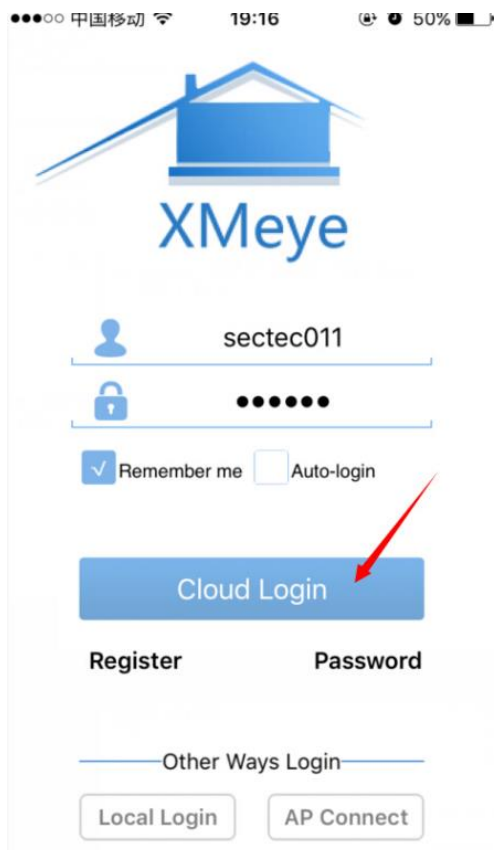 中国移动 19:16 50%
XMeye
sectec011
••••••
Remember me Auto-login
Cloud Login
Register Password
Other Ways Login
Local Login AP Connect